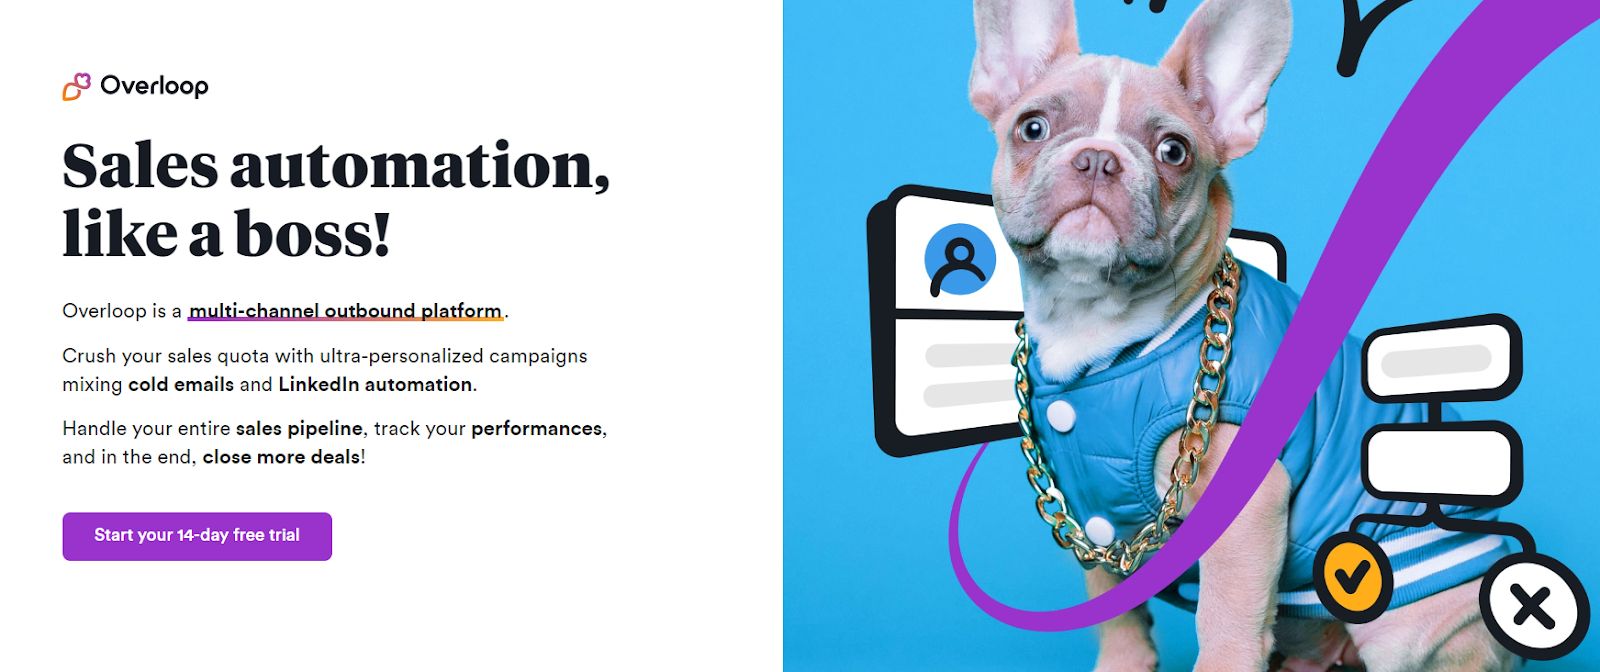 Overloop
Sales automation,
like a boss!
Overloop is a multi-channel outbound platform.
Crush your sales quota with ultra-personalized campaigns
mixing cold emails and LinkedIn automation.
Handle your entire sales pipeline, track your performances,
and in the end, close more deals!
Start your 14-day free trial